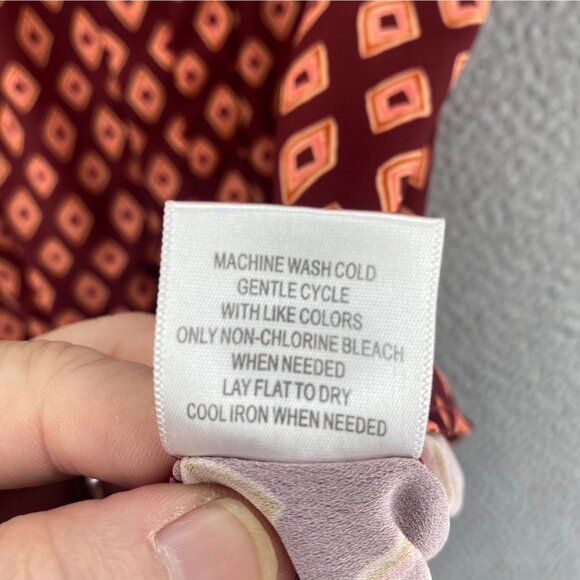 MACHINE WASH COLD
GENTLE CYCLE
WITH LIKE COLORS
ONLY NON-CHLORINE BLEACH
WHEN NEEDED
LAY FLAT TO DRY
COOL IRON WHEN NEEDED